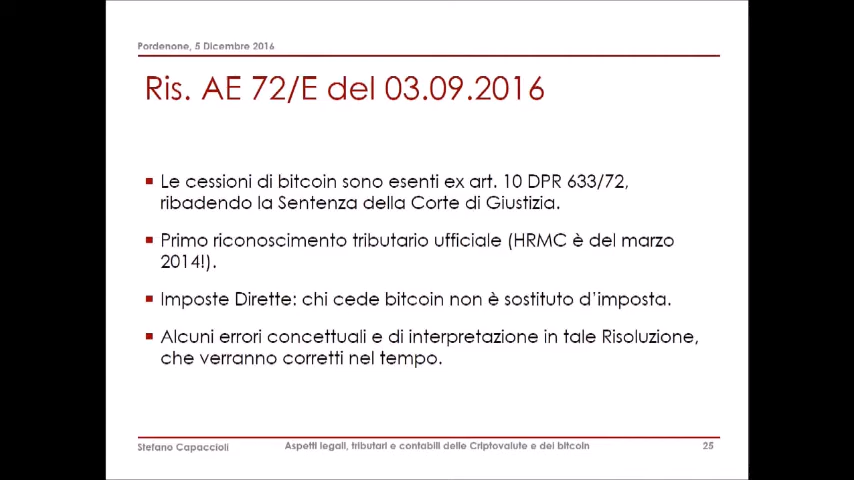 Pordenone, 5 Dicembre 2016
Ris. AE 72/E del 03.09.2016
Le cessioni di bitcoin sono esenti ex art. 10 DPR 633/72,
ribadendo la Sentenza della Corte di Giustizia.
Primo riconoscimento tributario ufficiale (HRMC è del marzo
2014!).
Imposte Dirette: chi cede bitcoin non è sostituto d'imposta.
Alcuni errori concettuali e di interpretazione in tale Risoluzione,
che verranno corretti nel tempo.
Stefano Capaccioli Aspetti legali, tributari e contabili delle Criptovalute e dei bitcoin 25